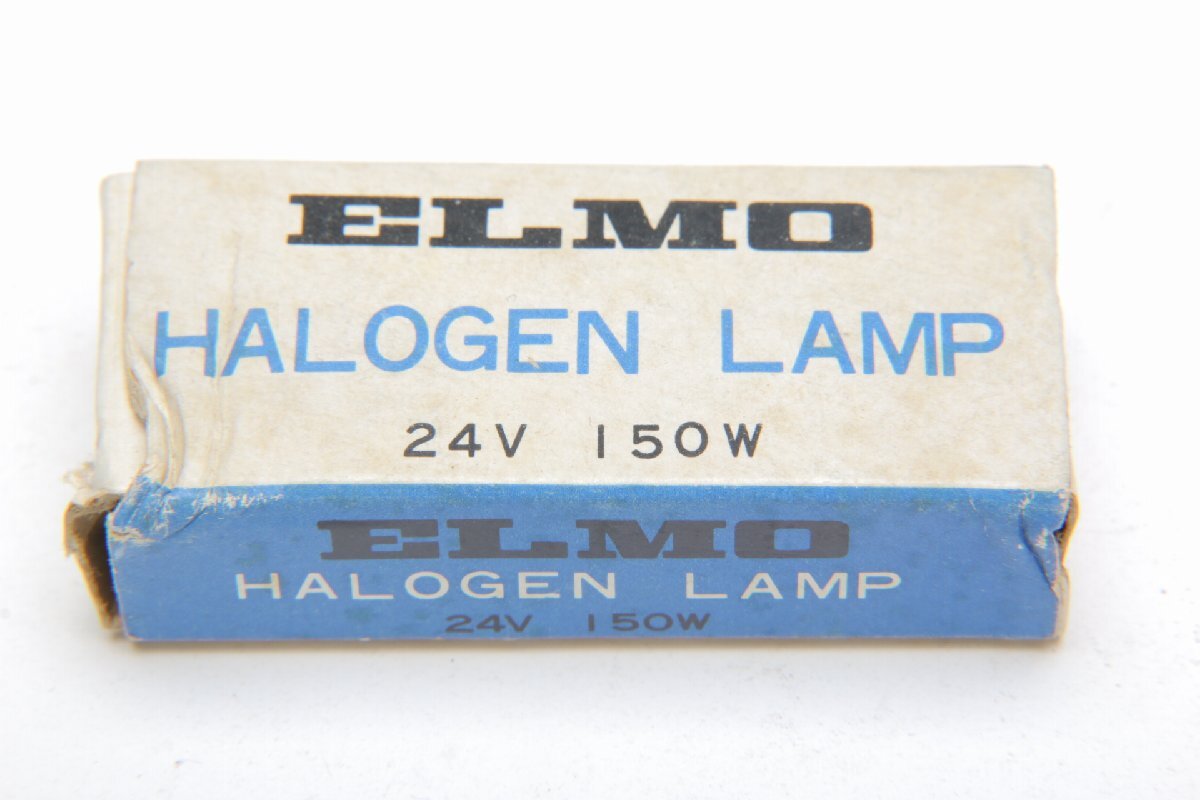 ELMO
HALOGEN LAMP
24V 150W
ELMO
HALOGEN LAMP
24V 150W